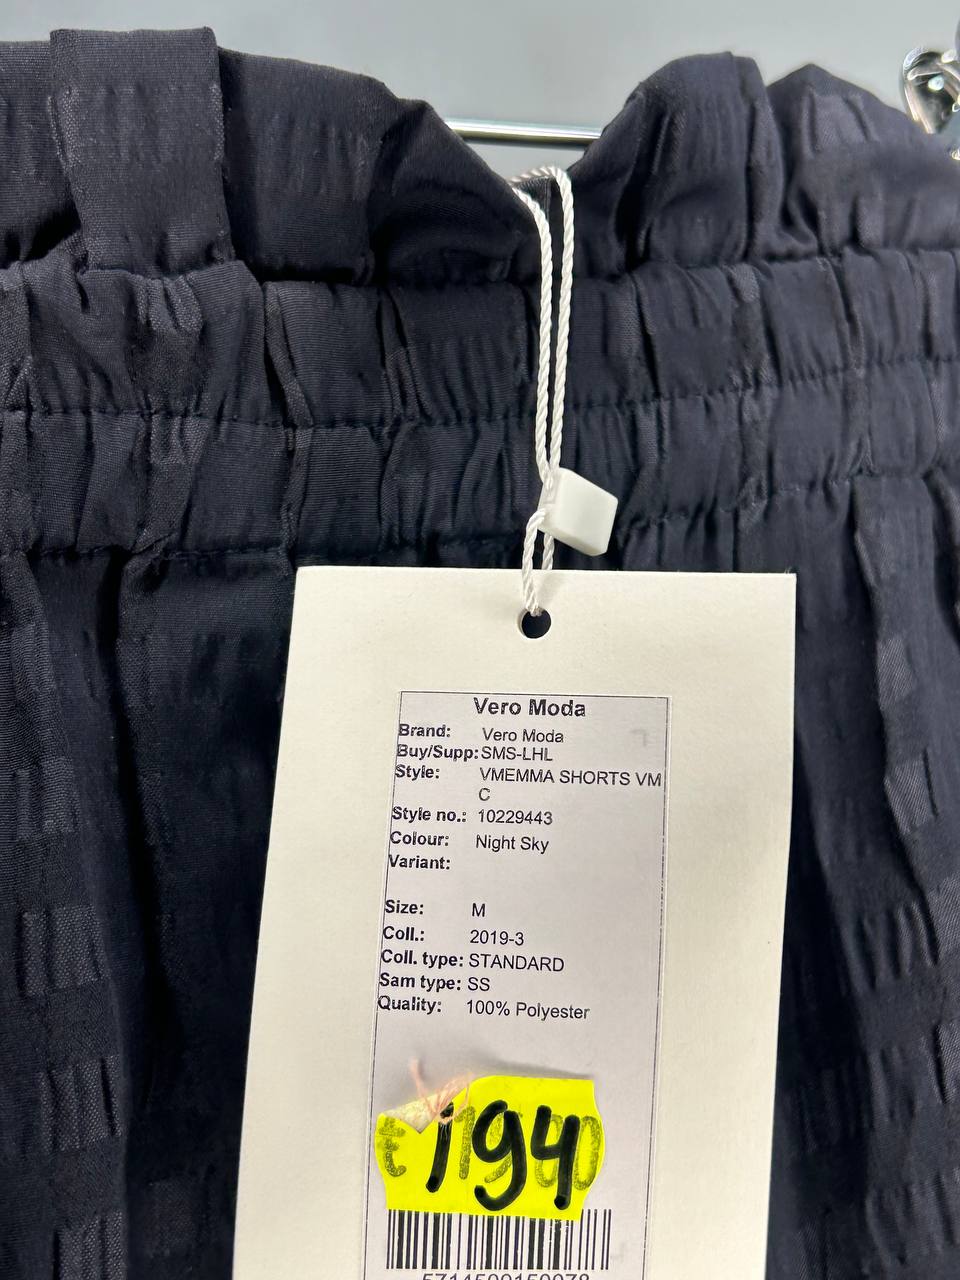 Vero Moda
Brand: Vero Moda
Buy/Supp: SMS-LHL
Style: VMEMMA SHORTS VM
C
Style no.: 10229443
Colour: Night Sky
Variant:
Size: M
Coll.: 2019-3
Coll. type: STANDARD
Sam type: SS
Quality: 100% Polyester
194